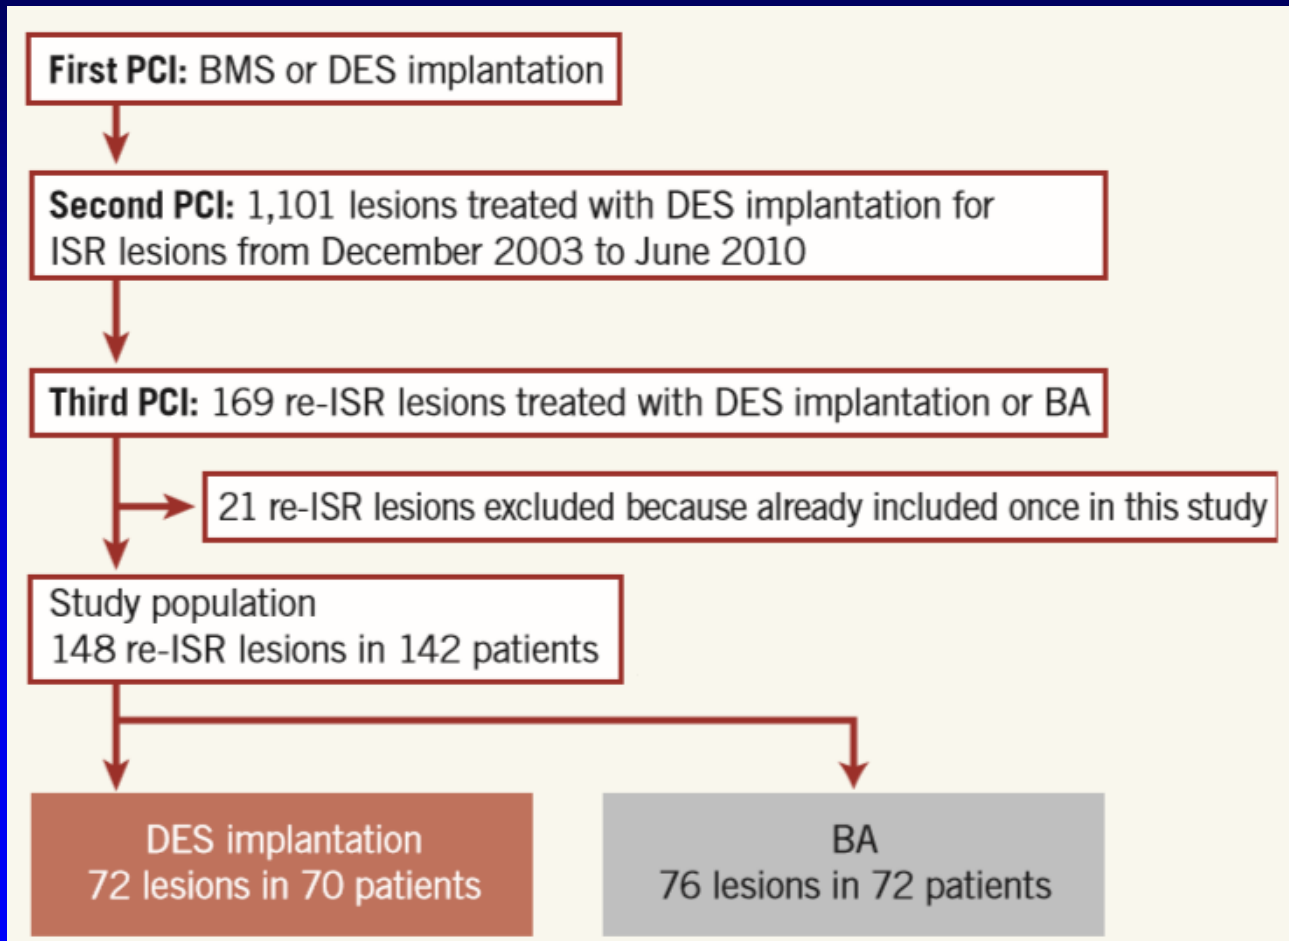 First PCI: BMS or DES implantation
Second PCI: 1,101 lesions treated with DES implantation for
ISR lesions from December 2003 to June 2010
Third PCI: 169 re-ISR lesions treated with DES implantation or BA
21 re-ISR lesions excluded because already included once in this study
Study population
148 re-ISR lesions in 142 patients
DES implantation
72 lesions in 70 patients
BA
76 lesions in 72 patients